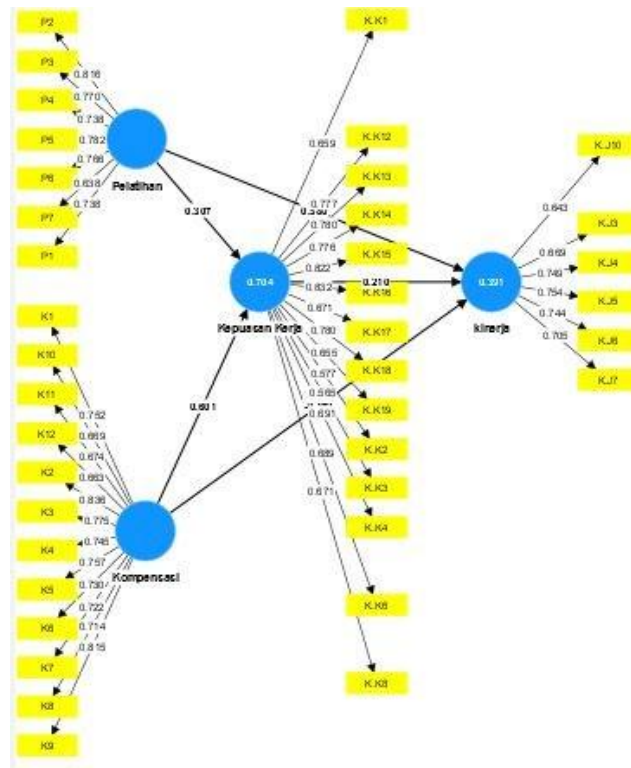 P2
P3
P4
P5
P6
P7
P1
0.816
0.770
0.738
0.782
0.766
0.638
0.738
Pelatihan
0.307
K1
K10
K11
K12
K2
K3
K4
K5
K6
K7
K8
K9
0.752
0.669
0.674
0.663
0.836
0.775
0.745
0.757
0.730
0.722
0.714
0.815
Kompensasi
0.601
0.704
Kepuasan Kerja
0.659
0.777
0.780
0.776
0.822
0.832
0.671
0.780
0.655
0.577
0.565
0.691
0.689
0.671
K.K1
K.K12
K.K13
K.K14
K.K15
K.K16
K.K17
K.K18
K.K19
K.K2
K.K3
K.K4
K.K6
K.K8
0.210
0.391
kinerja
0.643
0.669
0.749
0.754
0.744
0.705
K.J10
K.J3
K.J4
K.J5
K.J6
K.J7